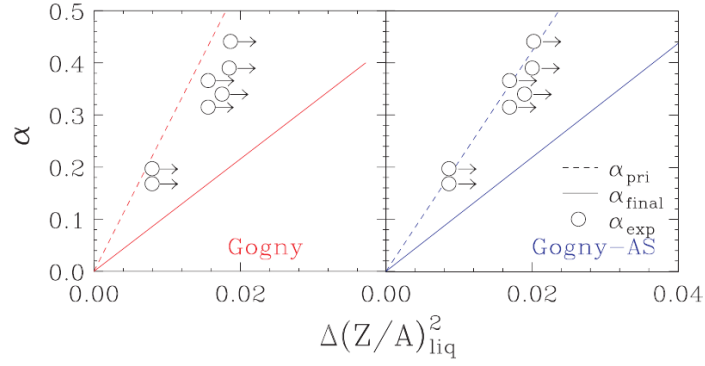 0.5
0.4
0.3
0.2
0.1
0.0
α
Gogny
Gogny−AS
α_pri
α_final
α_exp
0.00 0.02 0.00 0.02 0.04
Δ(Z/A)²_liq